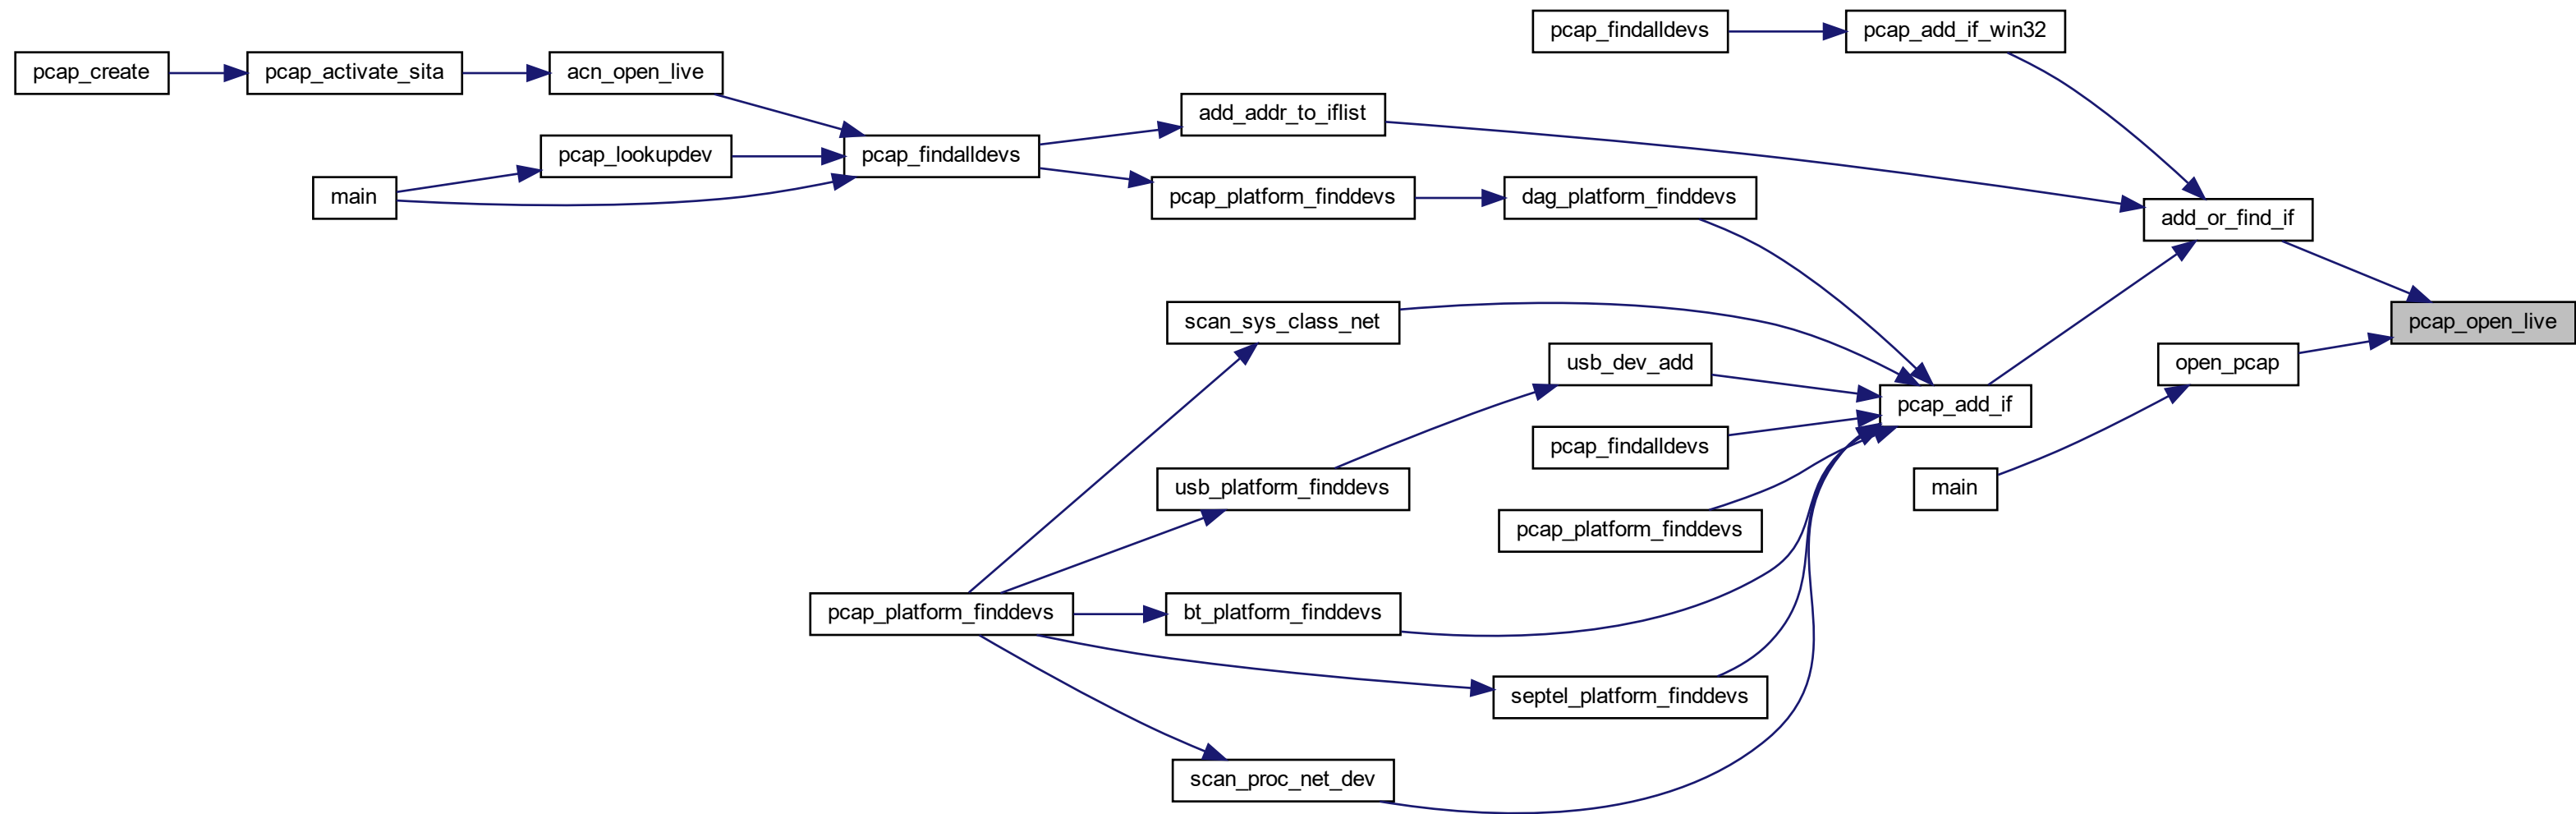 pcap_findalldevs
pcap_add_if_win32
pcap_create
pcap_activate_sita
acn_open_live
add_addr_to_iflist
pcap_lookupdev
pcap_findalldevs
main
pcap_platform_finddevs
dag_platform_finddevs
add_or_find_if
scan_sys_class_net
pcap_open_live
usb_dev_add
open_pcap
pcap_add_if
pcap_findalldevs
usb_platform_finddevs
main
pcap_platform_finddevs
pcap_platform_finddevs
bt_platform_finddevs
septel_platform_finddevs
scan_proc_net_dev